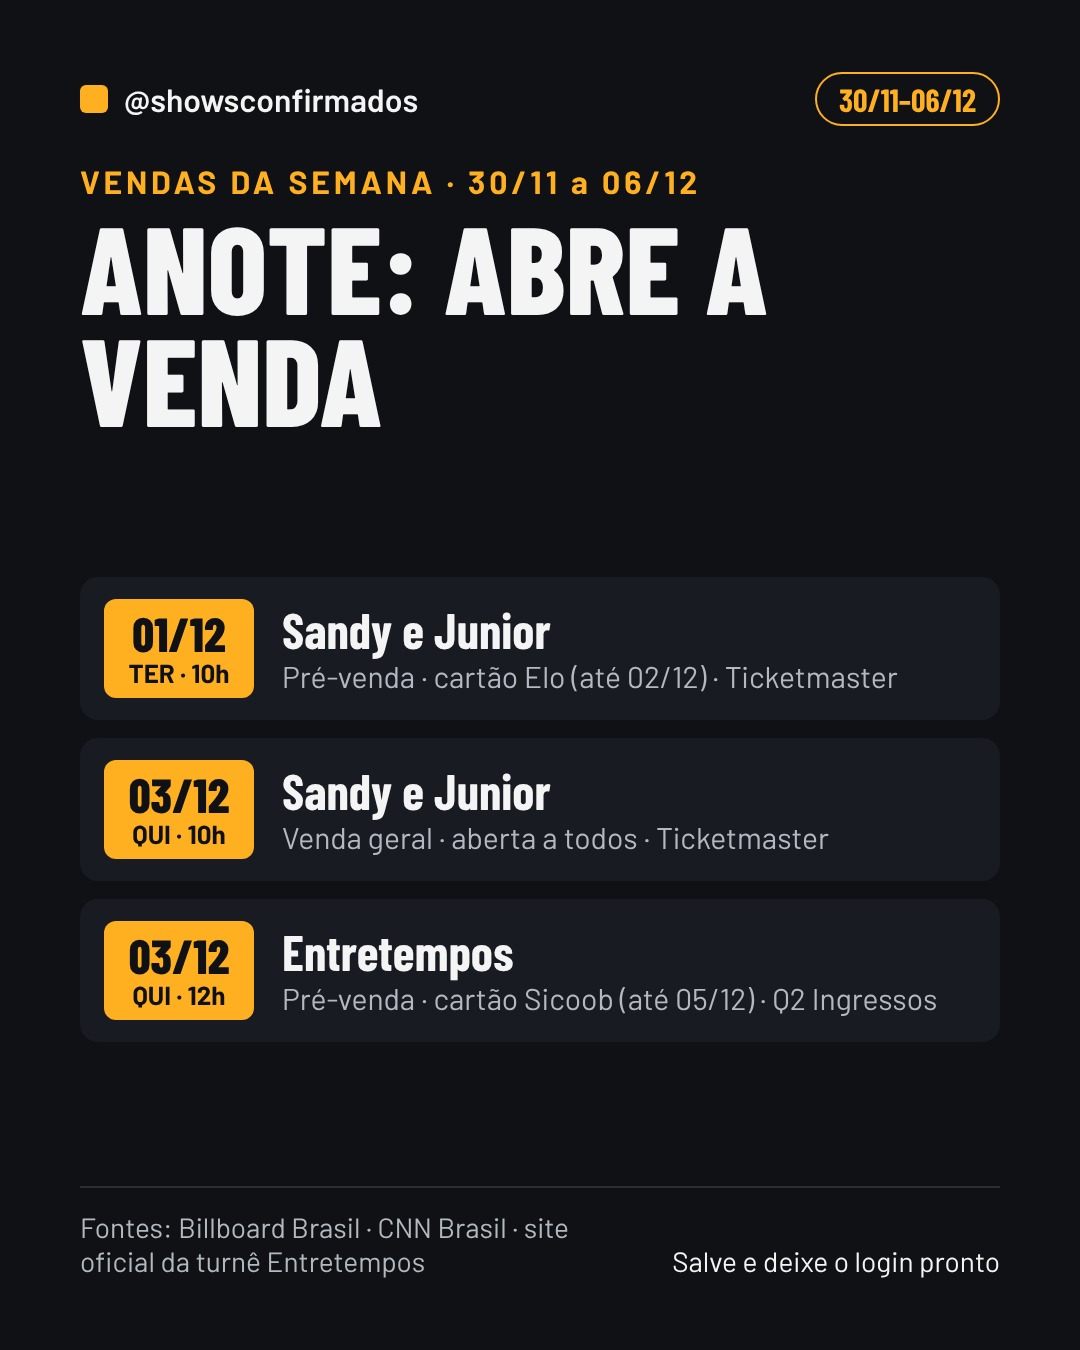 @showsconfirmados
30/11–06/12
VENDAS DA SEMANA · 30/11 a 06/12
ANOTE: ABRE A
VENDA
01/12
TER · 10h
Sandy e Junior
Pré-venda · cartão Elo (até 02/12) · Ticketmaster
03/12
QUI · 10h
Sandy e Junior
Venda geral · aberta a todos · Ticketmaster
03/12
QUI · 12h
Entretempos
Pré-venda · cartão Sicoob (até 05/12) · Q2 Ingressos
Fontes: Billboard Brasil · CNN Brasil · site
oficial da turnê Entretempos
Salve e deixe o login pronto